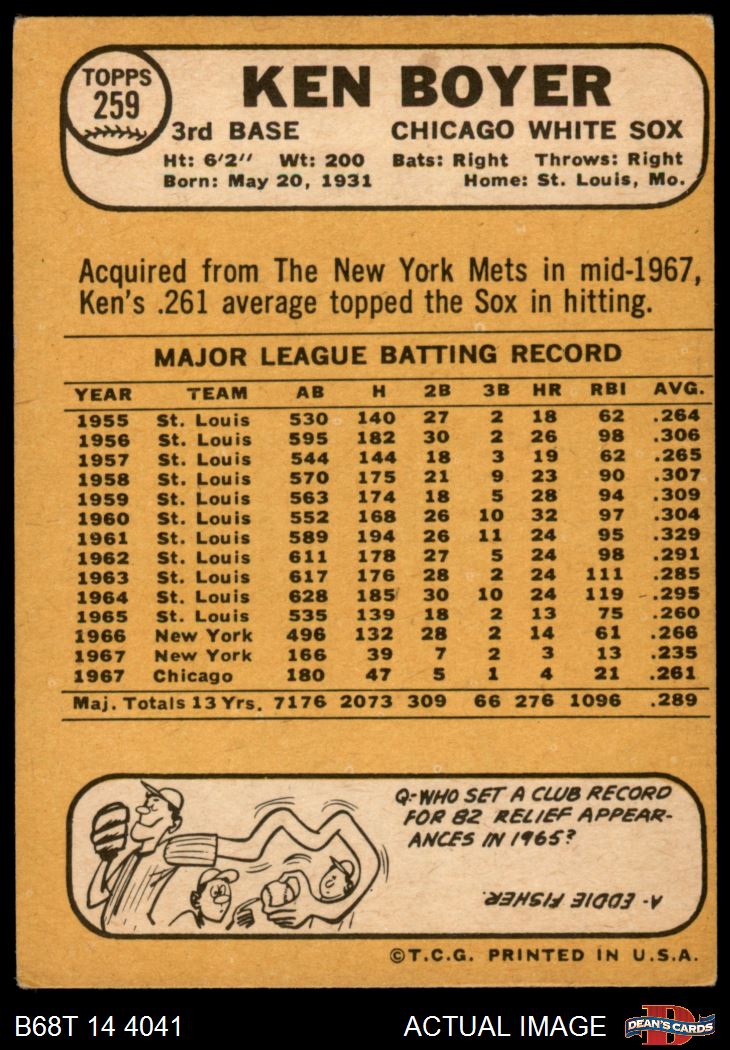 TOPPS
259
KEN BOYER
3rd BASE CHICAGO WHITE SOX
Ht: 6'2" Wt: 200 Bats: Right Throws: Right
Born: May 20, 1931 Home: St. Louis, Mo.
Acquired from The New York Mets in mid-1967,
Ken's .261 average topped the Sox in hitting.
MAJOR LEAGUE BATTING RECORD
YEAR TEAM AB H 2B 3B HR RBI AVG.
1955 St. Louis 530 140 27 2 18 62 .264
1956 St. Louis 595 182 30 2 26 98 .306
1957 St. Louis 544 144 18 3 19 62 .265
1958 St. Louis 570 175 21 9 23 90 .307
1959 St. Louis 563 174 18 5 28 94 .309
1960 St. Louis 552 168 26 10 32 97 .304
1961 St. Louis 589 194 26 11 24 95 .329
1962 St. Louis 611 178 27 5 24 98 .291
1963 St. Louis 617 176 28 2 24 111 .285
1964 St. Louis 628 185 30 10 24 119 .295
1965 St. Louis 535 139 18 2 13 75 .260
1966 New York 496 132 28 2 14 61 .266
1967 New York 166 39 7 2 3 13 .235
1967 Chicago 180 47 5 1 4 21 .261
Maj. Totals 13 Yrs. 7176 2073 309 66 276 1096 .289
Q-WHO SET A CLUB RECORD
FOR 82 RELIEF APPEAR-
ANCES IN 1965?
A- EDDIE FISHER.
©T.C.G. PRINTED IN U.S.A.
B68T 14 4041 ACTUAL IMAGE D DEAN'S CARDS